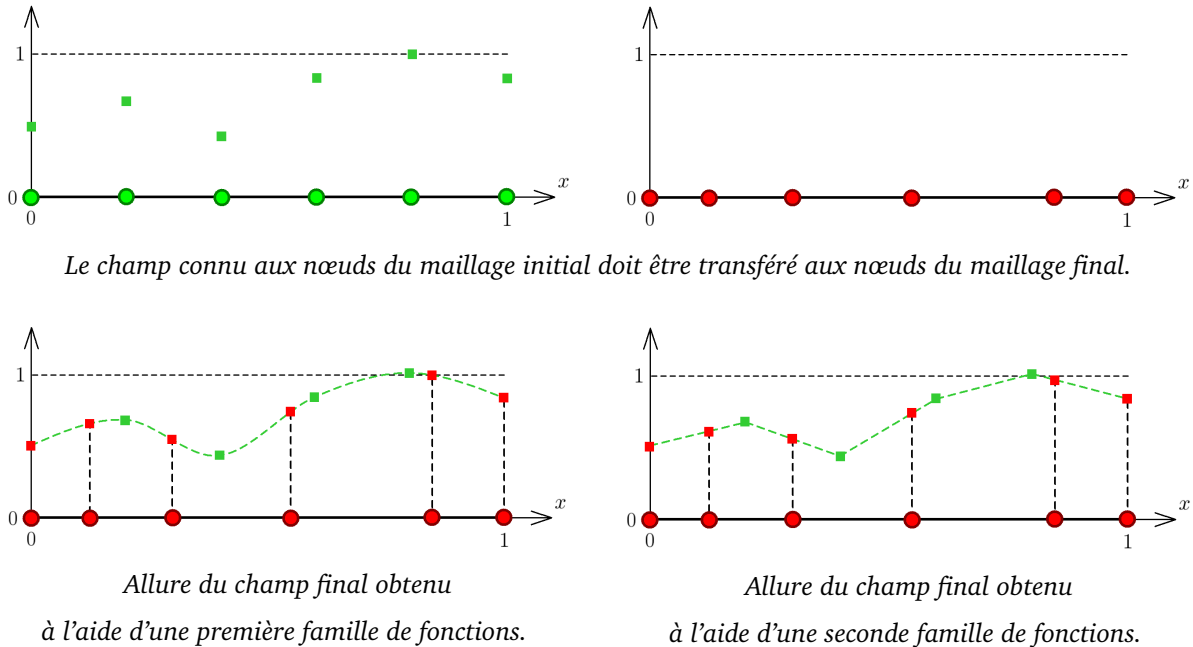 1
1
0
x
0
x
0
1
0
1
Le champ connu aux nœuds du maillage initial doit être transféré aux nœuds du maillage final.
1
1
0
x
0
x
0
1
0
1
Allure du champ final obtenu
à l'aide d'une première famille de fonctions.
Allure du champ final obtenu
à l'aide d'une seconde famille de fonctions.